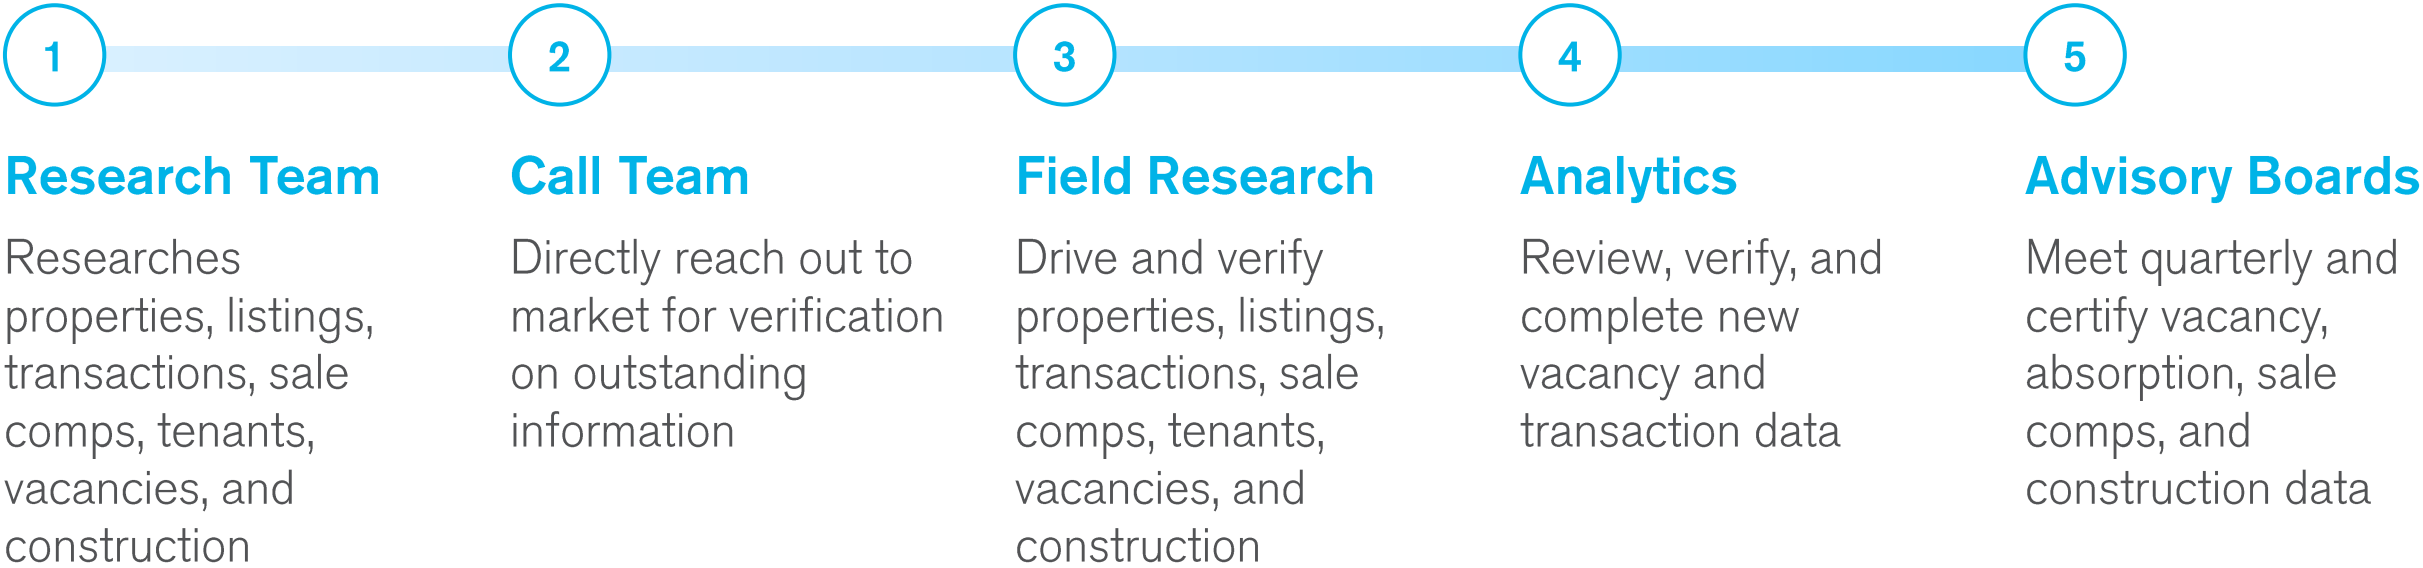 1
Research Team
Researches
properties, listings,
transactions, sale
comps, tenants,
vacancies, and
construction
2
Call Team
Directly reach out to
market for verification
on outstanding
information
3
Field Research
Drive and verify
properties, listings,
transactions, sale
comps, tenants,
vacancies, and
construction
4
Analytics
Review, verify, and
complete new
vacancy and
transaction data
5
Advisory Boards
Meet quarterly and
certify vacancy,
absorption, sale
comps, and
construction data